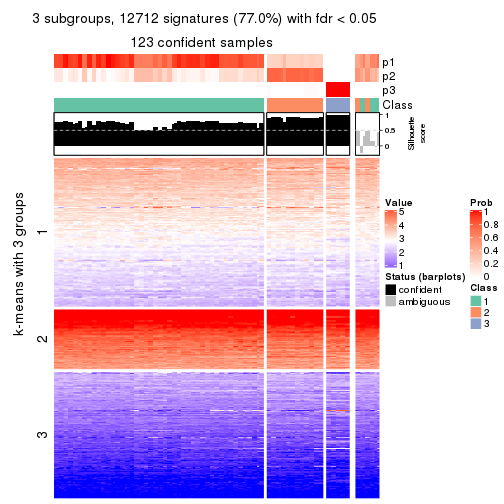 3 subgroups, 12712 signatures (77.0%) with fdr < 0.05
123 confident samples
p1
p2
p3
Class
1
0.5
0
Silhouette
score
k-means with 3 groups
1
2
3
Value
5
4
3
2
1
Status (barplots)
confident
ambiguous
Prob
1
0.8
0.6
0.4
0.2
0
Class
1
2
3